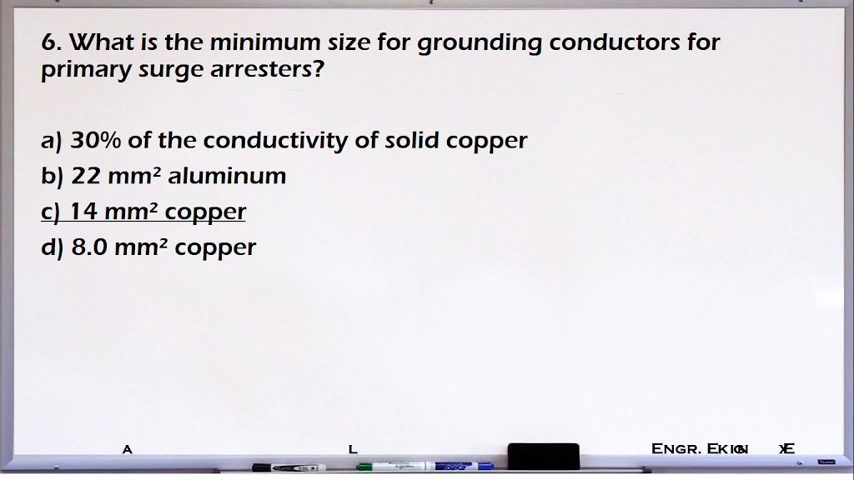 6. What is the minimum size for grounding conductors for
primary surge arresters?
a) 30% of the conductivity of solid copper
b) 22 mm² aluminum
c) 14 mm² copper
d) 8.0 mm² copper
A
L
ENGR.